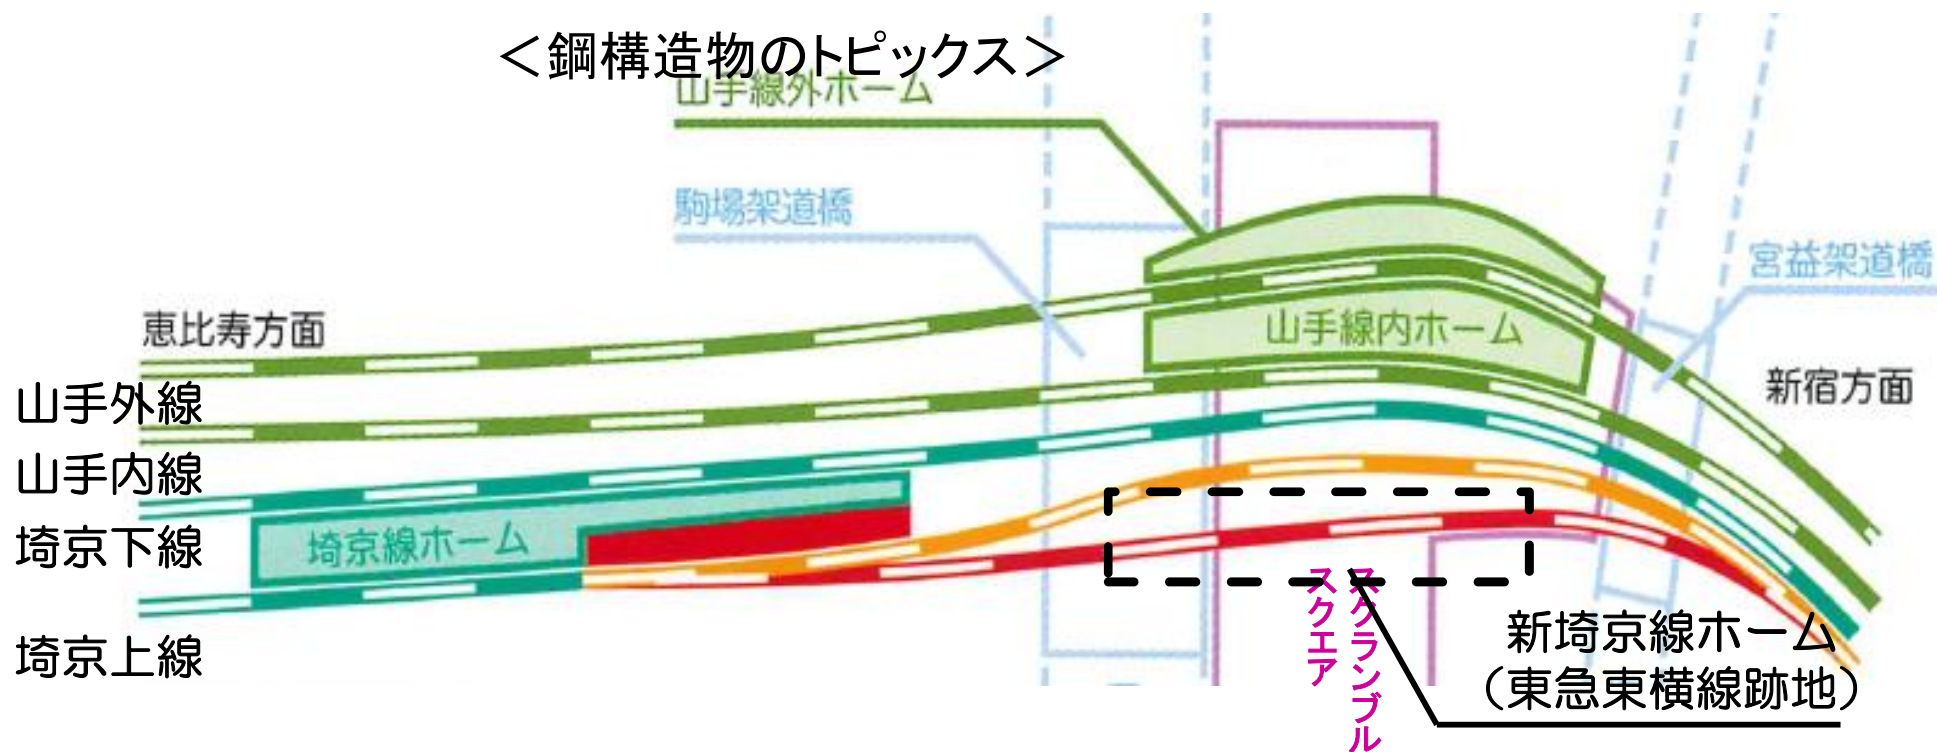 ＜鋼構造物のトピックス＞
山手線外ホーム
駒場架道橋
宮益架道橋
恵比寿方面
山手線内ホーム
新宿方面
山手外線
山手内線
埼京下線
埼京線ホーム
埼京上線
スクランブル
スクエア
新埼京線ホーム
（東急東横線跡地）